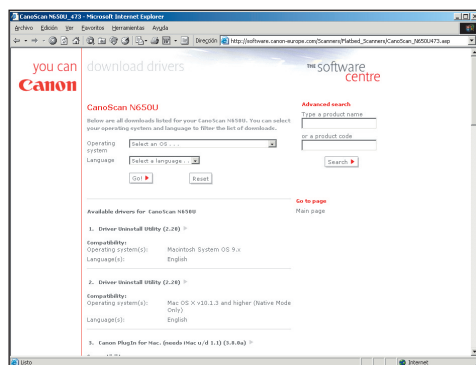 CanoScan N650U_473 - Microsoft Internet Explorer
Archivo Edición Ver Favoritos Herramientas Ayuda
Dirección http://software.canon-europe.com/Scanners/Flatbed_Scanners/CanoScan_N650U473.asp
you can
Canon
download drivers
THE software
centre
CanoScan N650U
Below are all downloads listed for your CanoScan N650U. You can select
your operating system and language to filter the list of downloads.
Operating system Select an OS . . .
Language Select a language . .
Go! Reset
Advanced search
Type a product name
or a product code
Search
Go to page
Main page
Available drivers for CanoScan N650U
1. Driver Uninstall Utility (2.20)
Compatibility:
Operating system(s): Macintosh System OS 9.x
Language(s): English
2. Driver Uninstall Utility (2.20)
Compatibility:
Operating system(s): Mac OS X v10.1.3 and higher (Native Mode
Only)
Language(s): English
3. Canon PlugIn for Mac. (needs iMac u/d 1.1) (3.8.0a)
Listo
Internet